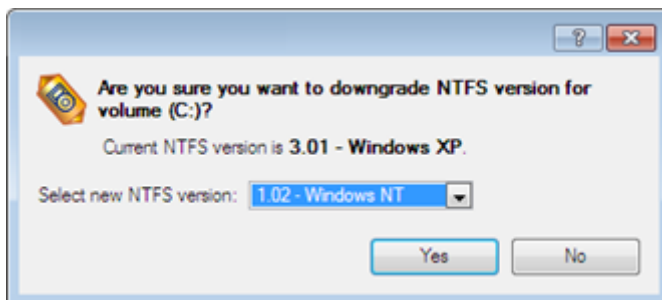 ?
Are you sure you want to downgrade NTFS version for
volume (C:)?
Current NTFS version is 3.01 - Windows XP.
Select new NTFS version: 1.02 - Windows NT
Yes No